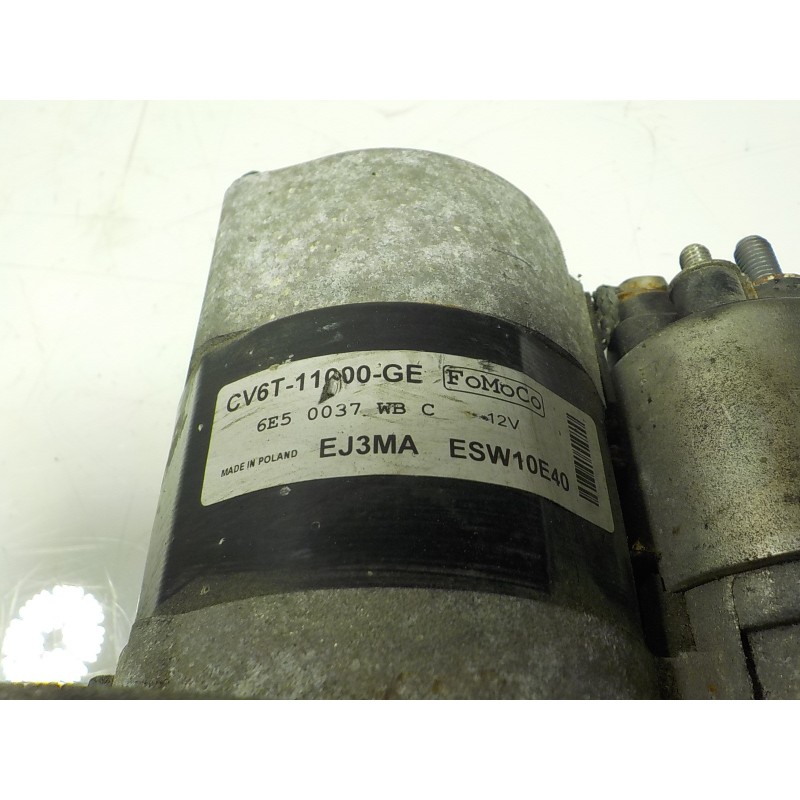 CV6T-11000-GE FoMoCo
6E5 0037 WB C 12V
MADE IN POLAND EJ3MA ESW10E40